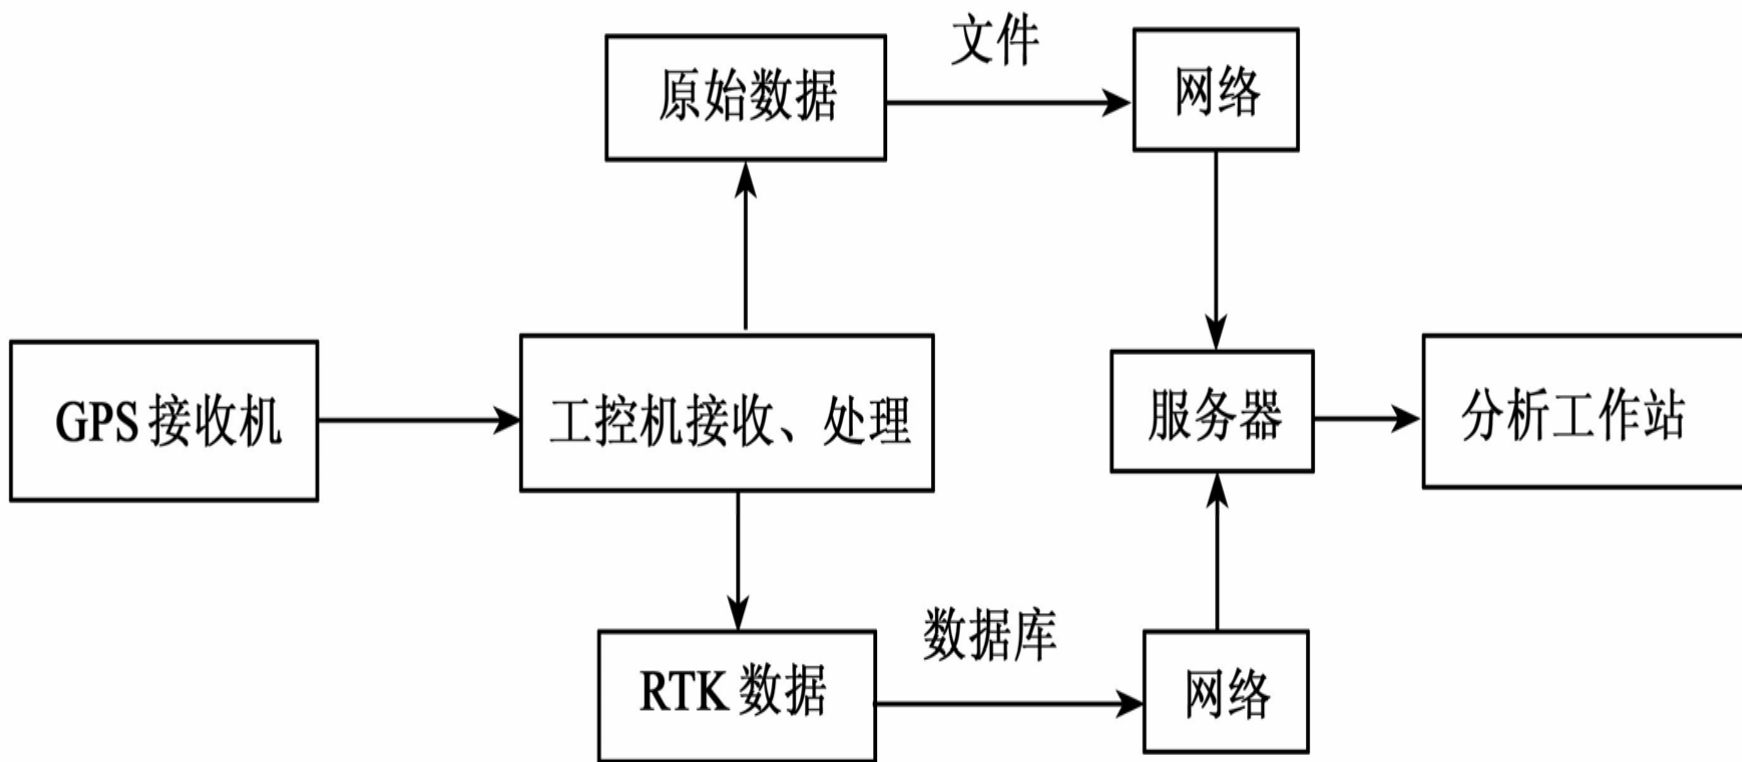 文件
原始数据
网络
GPS 接收机
工控机接收、处理
服务器
分析工作站
数据库
RTK 数据
网络